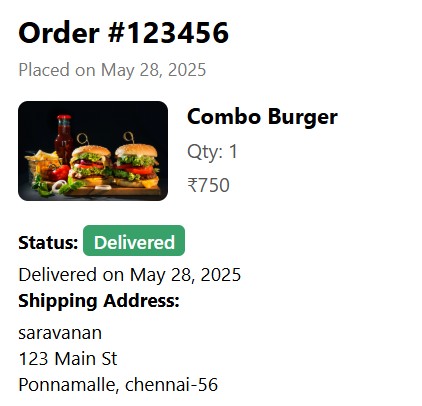 Order #123456
Placed on May 28, 2025
Combo Burger
Qty: 1
₹750
Status: Delivered
Delivered on May 28, 2025
Shipping Address:
saravanan
123 Main St
Ponnamalle, chennai-56